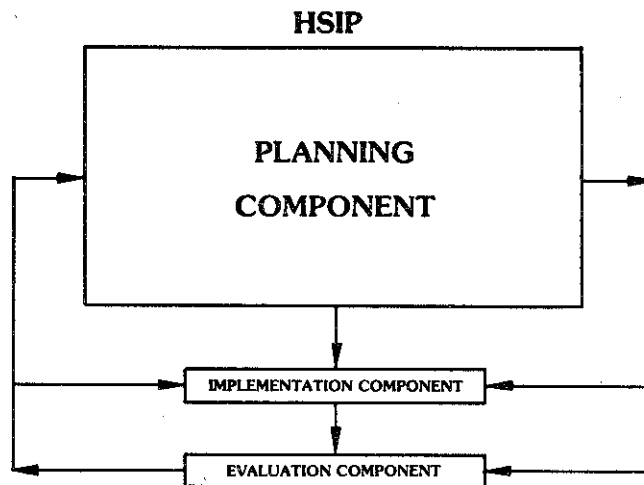 HSIP
PLANNING
COMPONENT
IMPLEMENTATION COMPONENT
EVALUATION COMPONENT